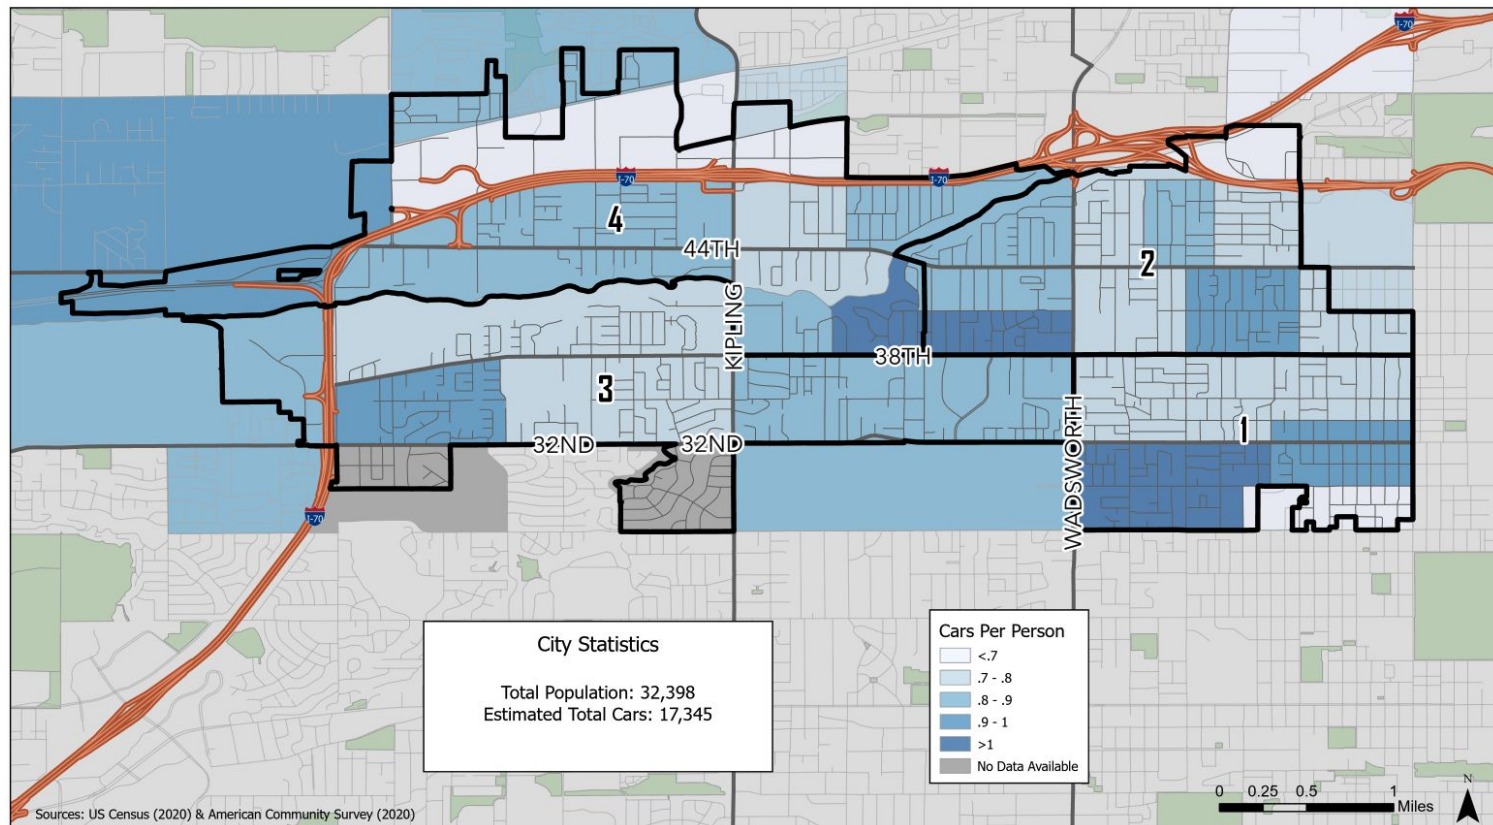 I-70
I-70
I-70
4
44TH
2
KIPLING
38TH
3
WADSWORTH
1
32ND
32ND
I-70
City Statistics
Total Population: 32,398
Estimated Total Cars: 17,345
Cars Per Person
<.7
.7 - .8
.8 - .9
.9 - 1
>1
No Data Available
N
0 0.25 0.5 1
Miles
Sources: US Census (2020) & American Community Survey (2020)